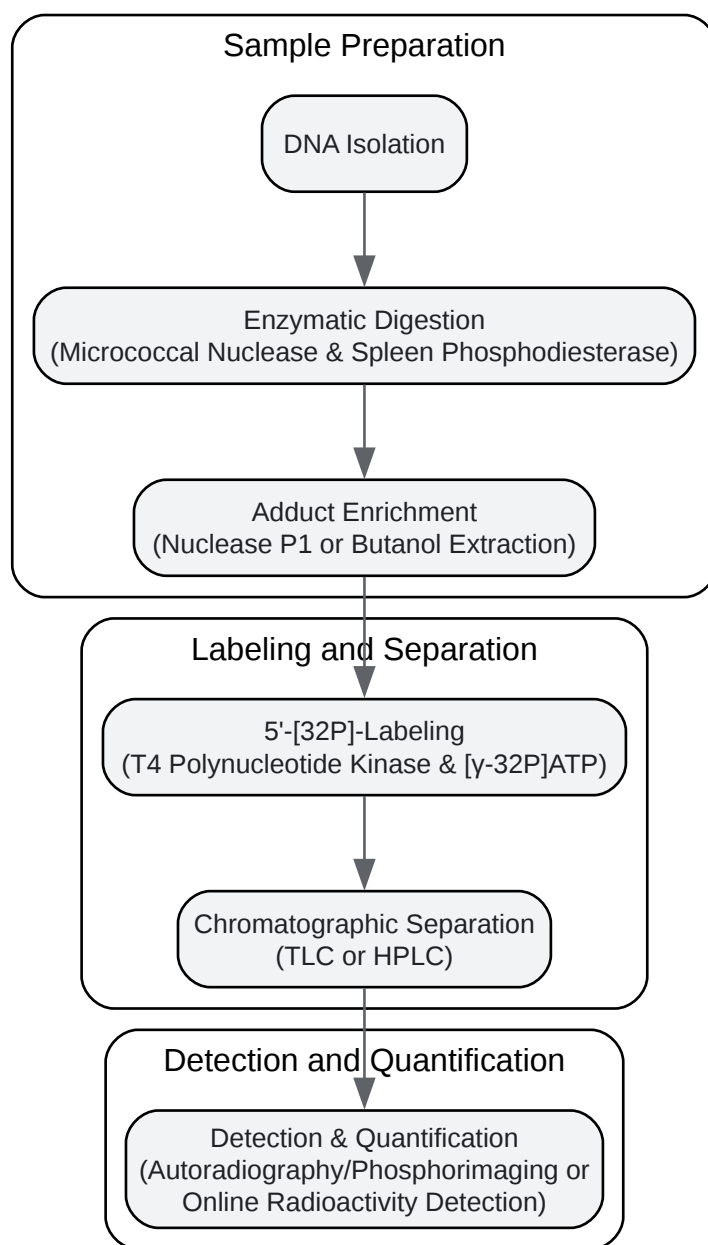 Sample Preparation
DNA Isolation
Enzymatic Digestion
(Micrococcal Nuclease & Spleen Phosphodiesterase)
Adduct Enrichment
(Nuclease P1 or Butanol Extraction)
Labeling and Separation
5'-[32P]-Labeling
(T4 Polynucleotide Kinase & [γ-32P]ATP)
Chromatographic Separation
(TLC or HPLC)
Detection and Quantification
Detection & Quantification
(Autoradiography/Phosphorimaging or
Online Radioactivity Detection)